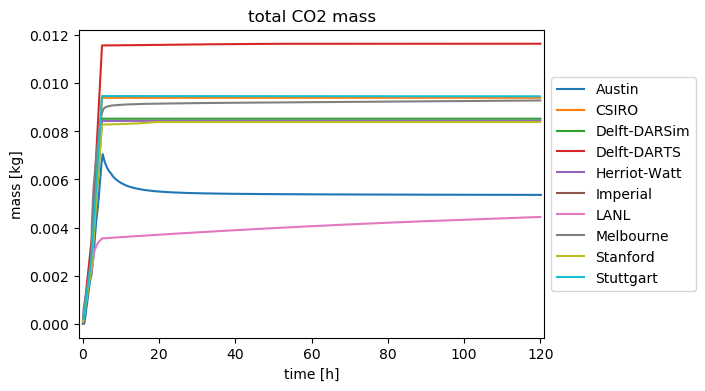 total CO2 mass
mass [kg]
0.012
0.010
0.008
0.006
0.004
0.002
0.000
0
20
40
60
80
100
120
time [h]
Austin
CSIRO
Delft-DARSim
Delft-DARTS
Herriot-Watt
Imperial
LANL
Melbourne
Stanford
Stuttgart